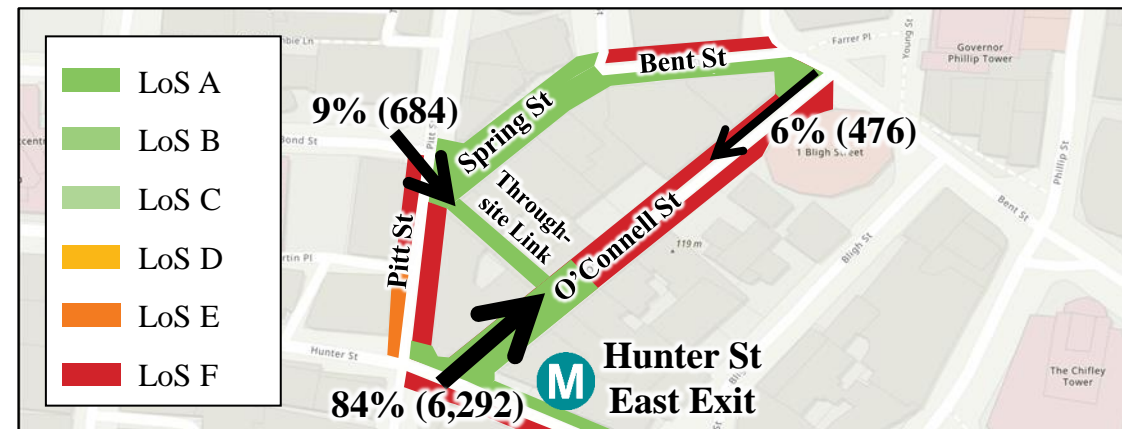 LoS A
LoS B
LoS C
LoS D
LoS E
LoS F
9% (684)
Spring St
Bent St
6% (476)
Through-
site Link
O'Connell St
Pitt St
84% (6,292)
M
Hunter St
East Exit
Farrer Pl
Young St
Governor
Phillip Tower
Phillip St
1 Bligh Street
Bent St
Bligh St
119 m
Pitt St
Bond St
Hunter St
The Chifley
Tower